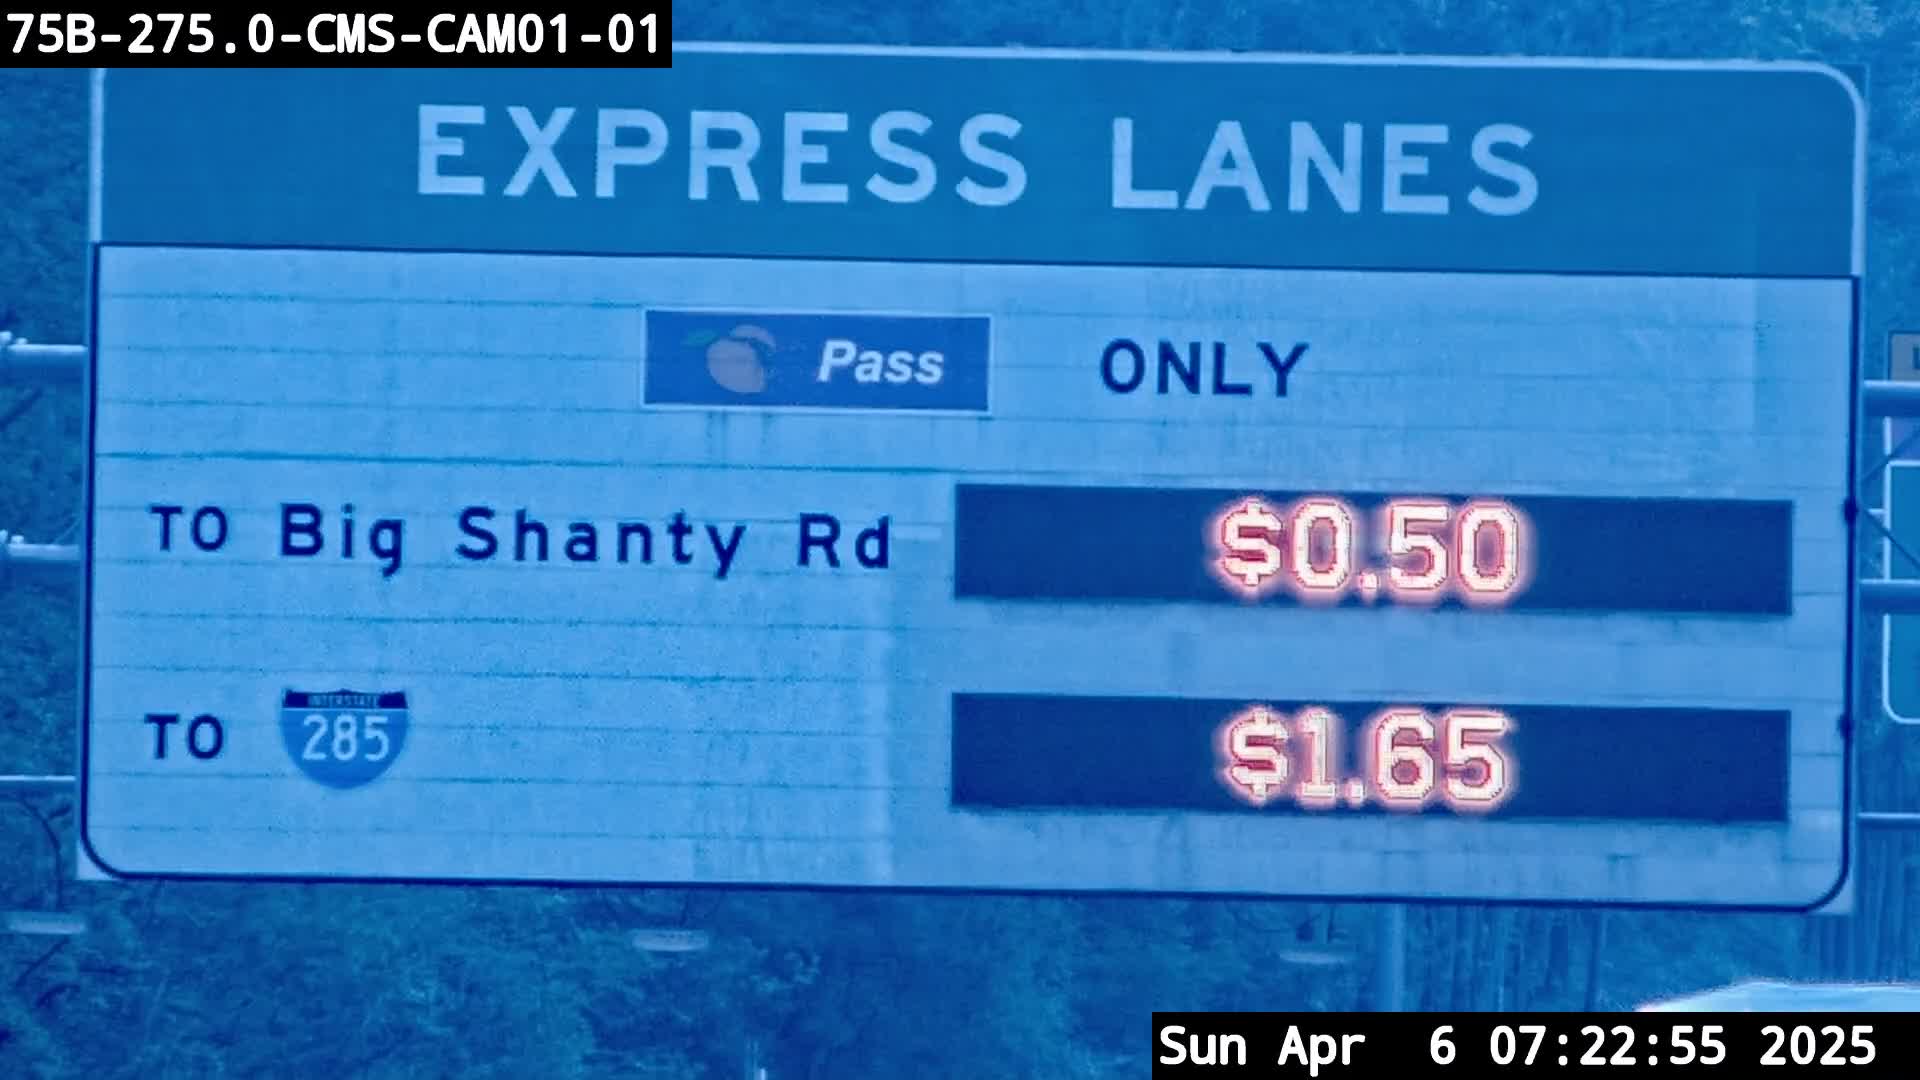 75B-275.0-CMS-CAM01-01
EXPRESS LANES
Pass ONLY
TO Big Shanty Rd $0.50
TO INTERSTATE 285 $1.65
Sun Apr 6 07:22:55 2025